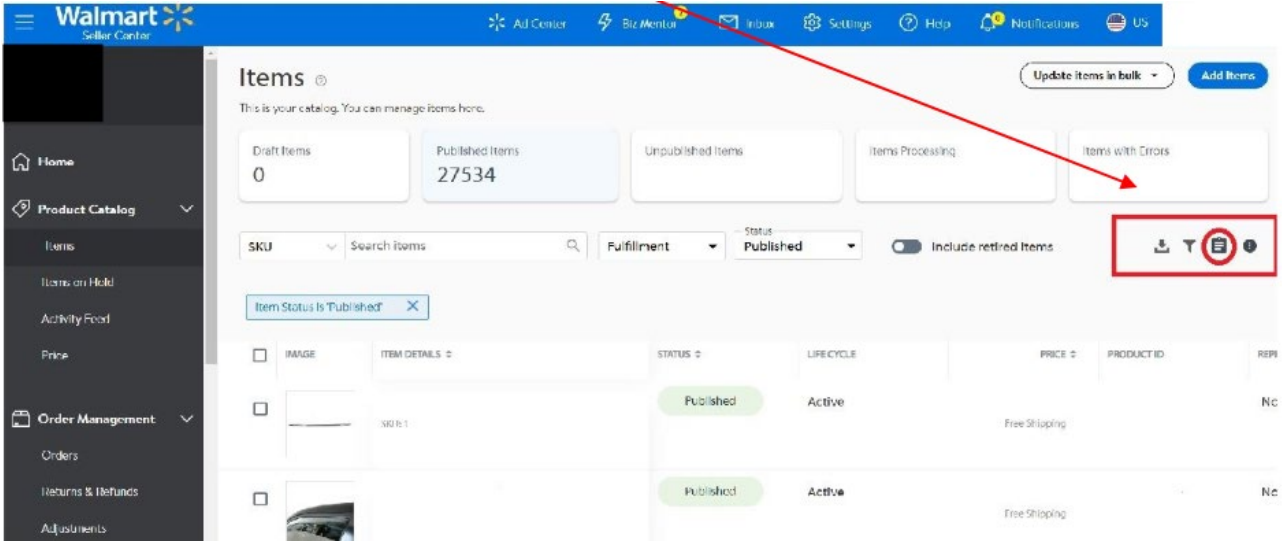 Walmart
Seller Center
Ad Center
Biz Mentor
Inbox
Settings
Help
Notifications
US
Items
Update items in bulk
Add Items
This is your catalog. You can manage items here.
Home
Product Catalog
Items
Items on Hold
Activity Feed
Price
Order Management
Orders
Returns & Refunds
Adjustments
Draft Items
0
Published Items
27534
Unpublished Items
Items Processing
Items with Errors
SKU
Search items
Fulfillment
Status
Published
Include retired items
Item Status is 'Published'
IMAGE
ITEM DETAILS
STATUS
LIFECYCLE
PRICE
PRODUCT ID
Published
Active
Free Shipping
Published
Active
Free Shipping